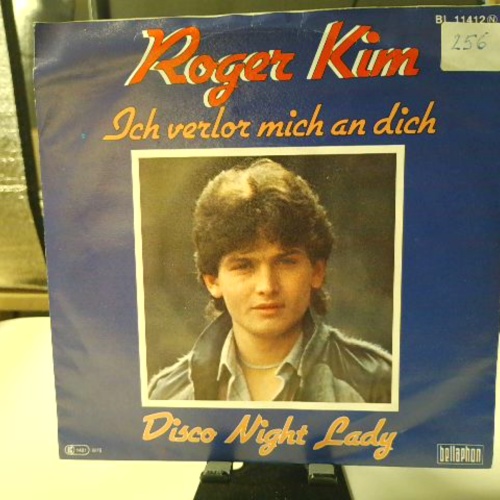 BL 11412
256
Roger Kim
Ich verlor mich an dich
Disco Night Lady
bellaphon